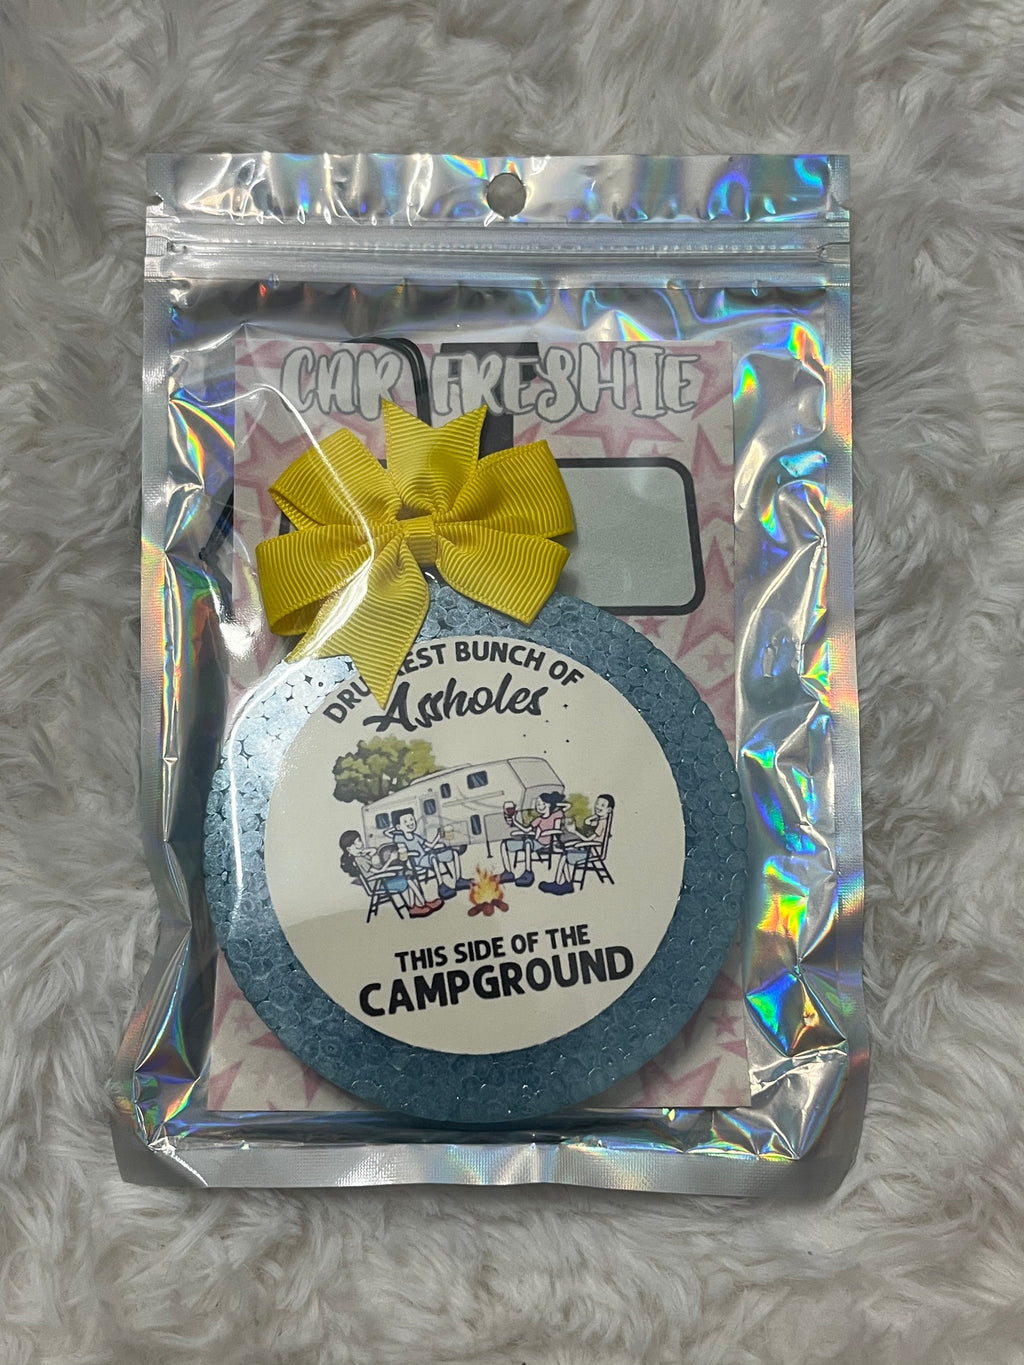 CAR FRESHIE
BUNCH OF
Assholes
THIS SIDE OF THE
CAMPGROUND